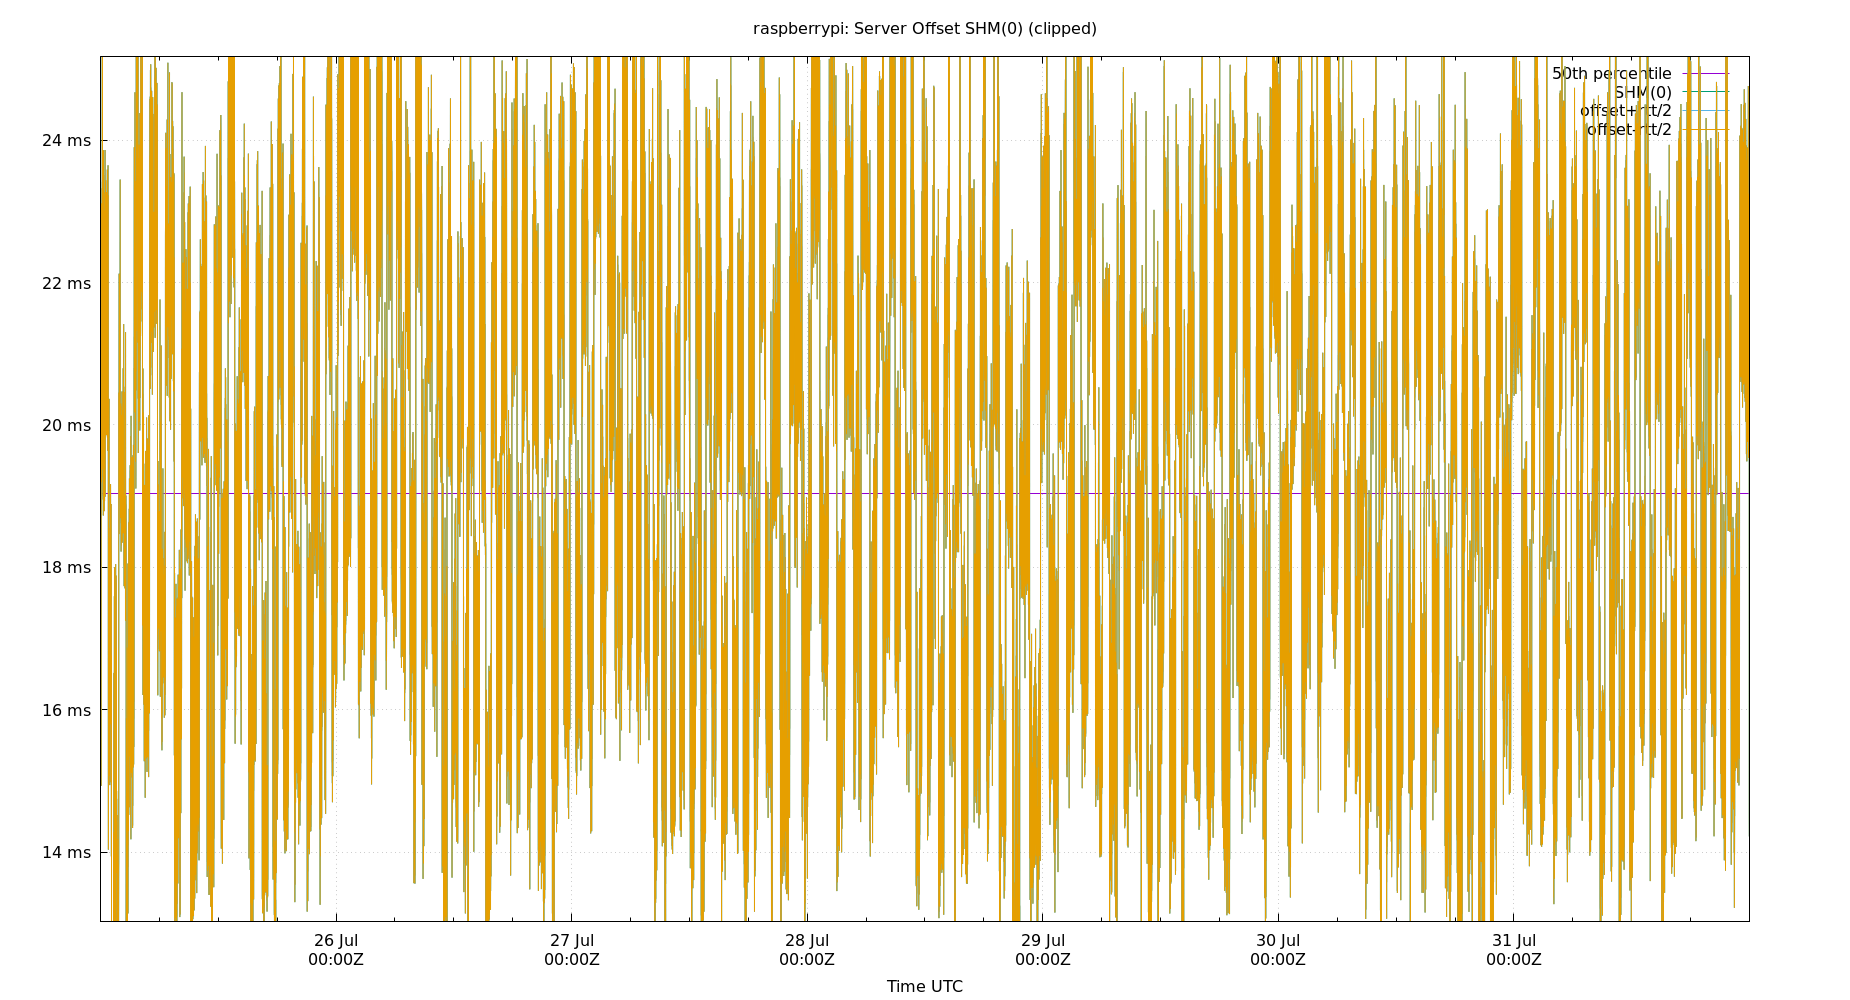 raspberrypi: Server Offset SHM(0) (clipped)
50th percentile
SHM(0)
offset+rtt/2
offset-rtt/2
24 ms
22 ms
20 ms
18 ms
16 ms
14 ms
26 Jul
00:00Z
27 Jul
00:00Z
28 Jul
00:00Z
29 Jul
00:00Z
30 Jul
00:00Z
31 Jul
00:00Z
Time UTC